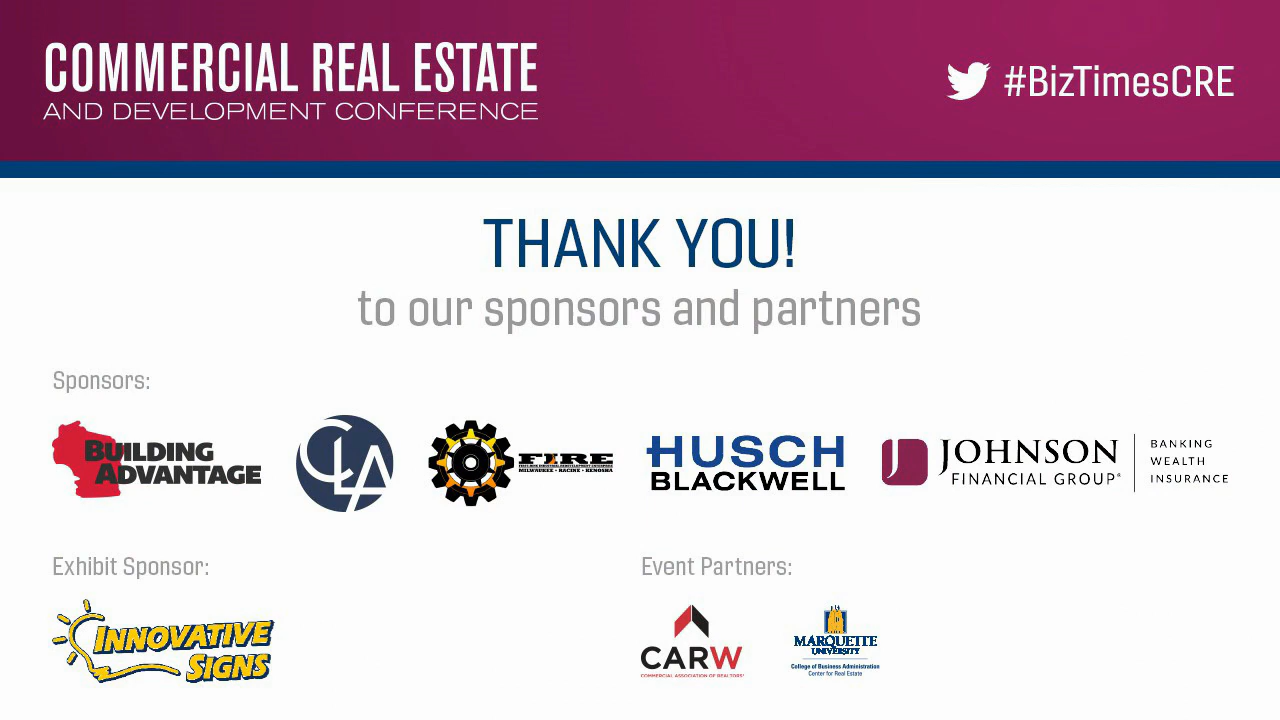 COMMERCIAL REAL ESTATE
AND DEVELOPMENT CONFERENCE
#BizTimesCRE
THANK YOU!
to our sponsors and partners
Sponsors:
BUILDING
ADVANTAGE
CLA
FIRE
MILWAUKEE - RACINE - KENOSHA
HUSCH
BLACKWELL
JOHNSON
FINANCIAL GROUP®
BANKING
WEALTH
INSURANCE
Exhibit Sponsor:
Event Partners:
INNOVATIVE
SIGNS
CARW
COMMERCIAL ASSOCIATION OF REALTORS®
MARQUETTE
UNIVERSITY
College of Business Administration
Center for Real Estate